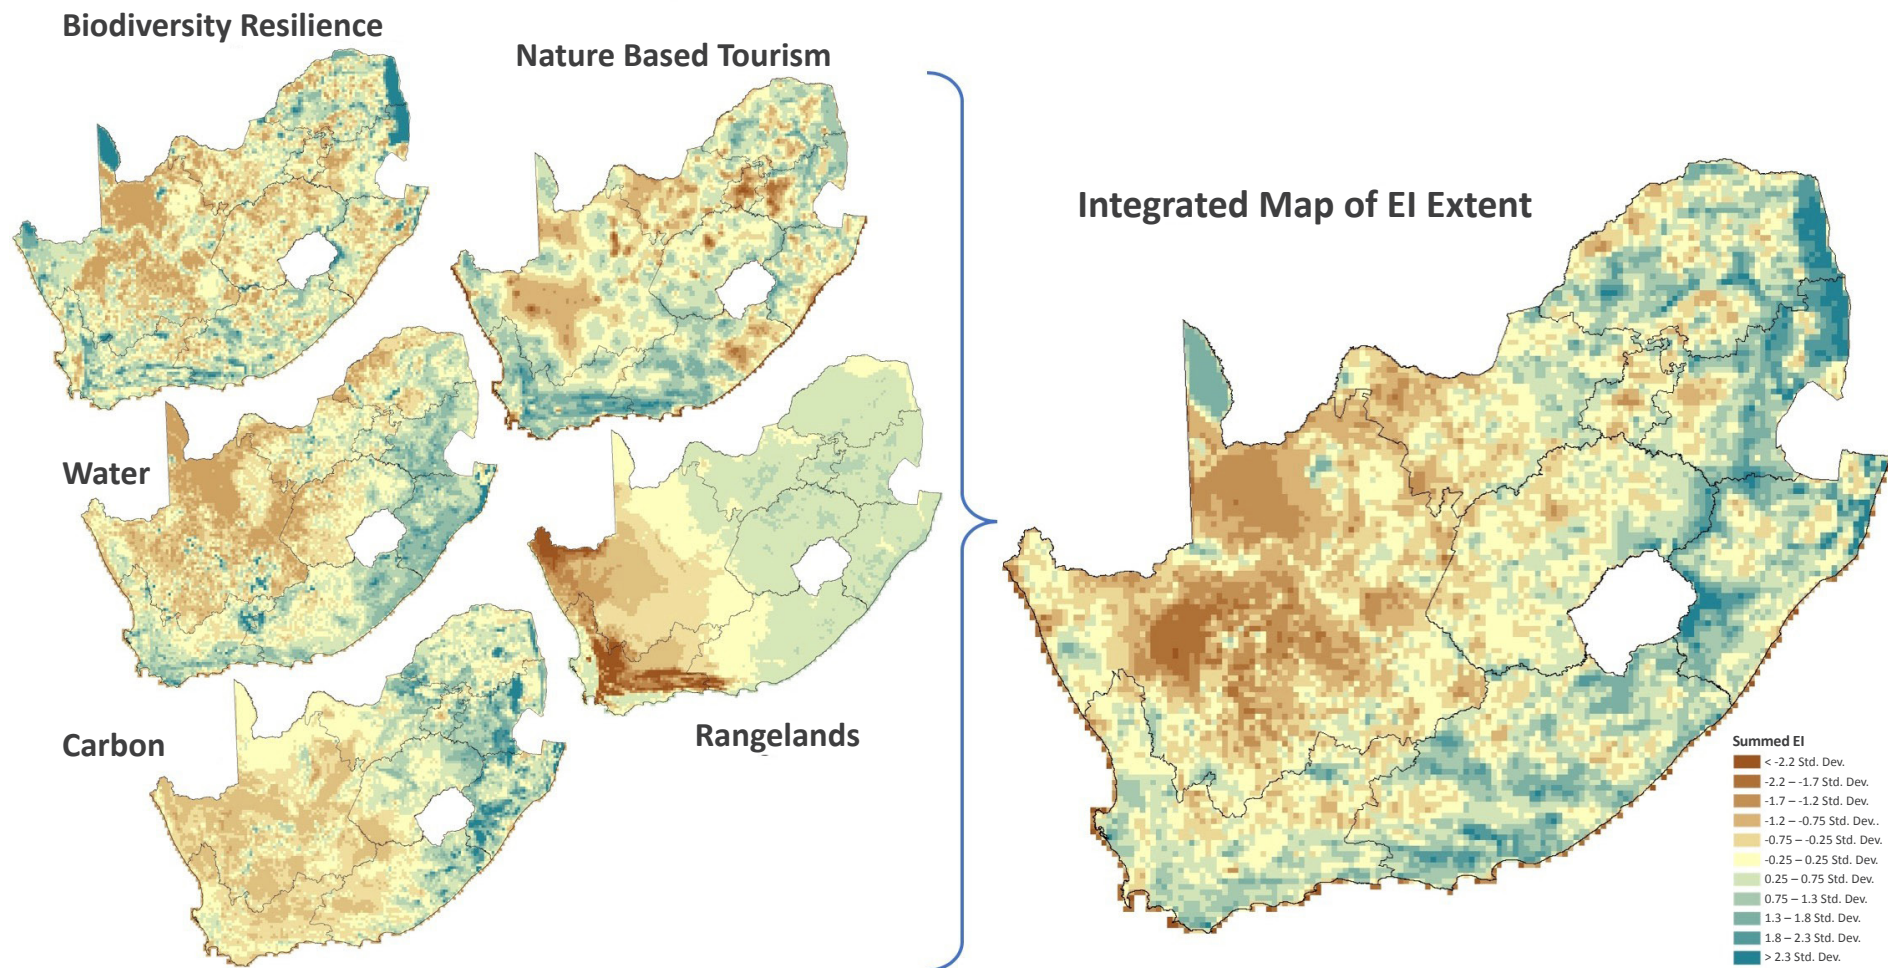 Biodiversity Resilience
Nature Based Tourism
Integrated Map of EI Extent
Water
Rangelands
Carbon
Summed EI
< -2.2 Std. Dev.
-2.2 – -1.7 Std. Dev.
-1.7 – -1.2 Std. Dev.
-1.2 – -0.75 Std. Dev..
-0.75 – -0.25 Std. Dev.
-0.25 – 0.25 Std. Dev.
0.25 – 0.75 Std. Dev.
0.75 – 1.3 Std. Dev.
1.3 – 1.8 Std. Dev.
1.8 – 2.3 Std. Dev.
> 2.3 Std. Dev.